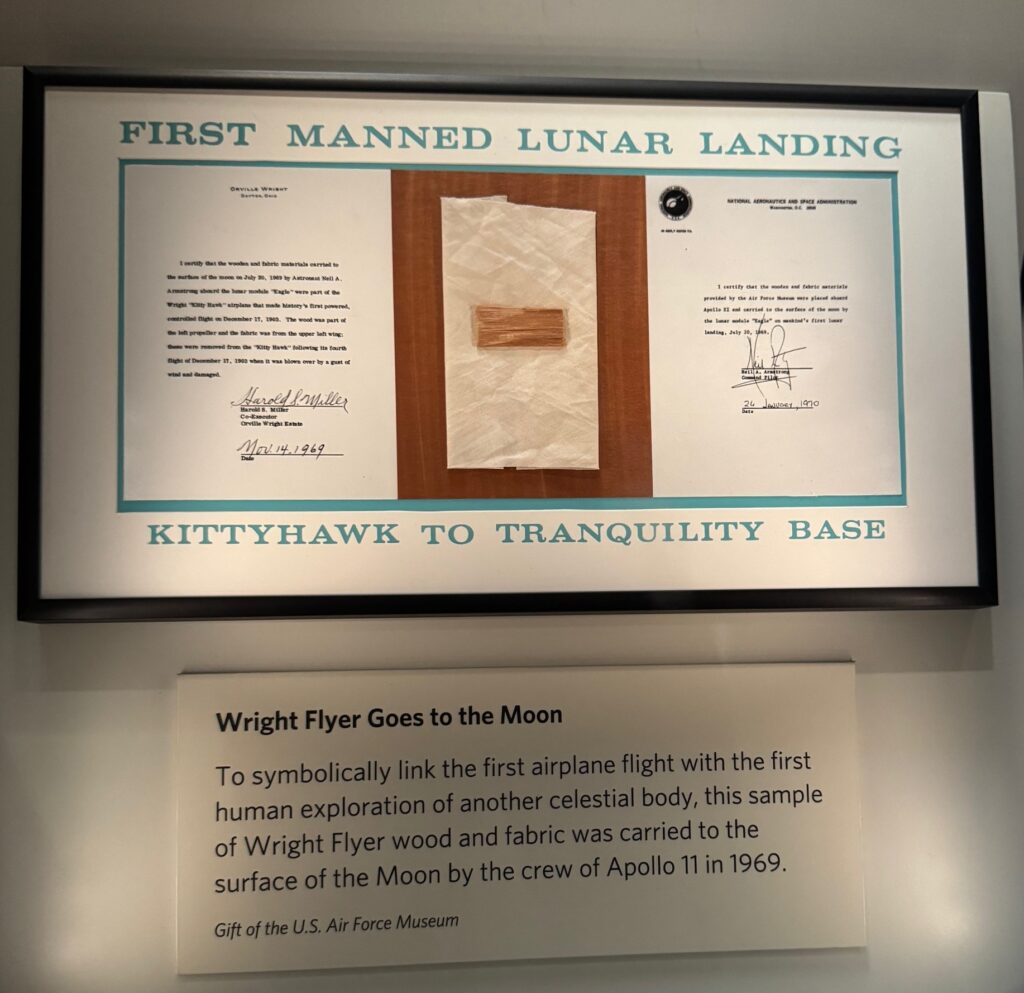 FIRST MANNED LUNAR LANDING
ORVILLE WRIGHT
DAYTON, OHIO
I certify that the wooden and fabric materials carried to
the surface of the moon on July 20, 1969 by Astronaut Neil A.
Armstrong aboard the lunar module "Eagle" were part of the
Wright "Kitty Hawk" airplane that made history's first powered,
controlled flight on December 17, 1903. The wood was part of
the left propeller and the fabric was from the upper left wing;
these were removed from the "Kitty Hawk" following its fourth
flight of December 17, 1903 when it was blown over by a gust of
wind and damaged.
Harold S. Miller
Harold S. Miller
Co-Executor
Orville Wright Estate
Nov. 14, 1969
Date
NATIONAL AERONAUTICS AND SPACE ADMINISTRATION
WASHINGTON, D.C.
IN REPLY REFER TO:
I certify that the wooden and fabric materials
provided by the Air Force Museum were placed aboard
Apollo XI and carried to the surface of the moon by
the lunar module "Eagle" on mankind's first lunar
landing, July 20, 1969.
Neil A. Armstrong
Command Pilot
24 January, 1970
Date
KITTYHAWK TO TRANQUILITY BASE
Wright Flyer Goes to the Moon
To symbolically link the first airplane flight with the first
human exploration of another celestial body, this sample
of Wright Flyer wood and fabric was carried to the
surface of the Moon by the crew of Apollo 11 in 1969.
Gift of the U.S. Air Force Museum